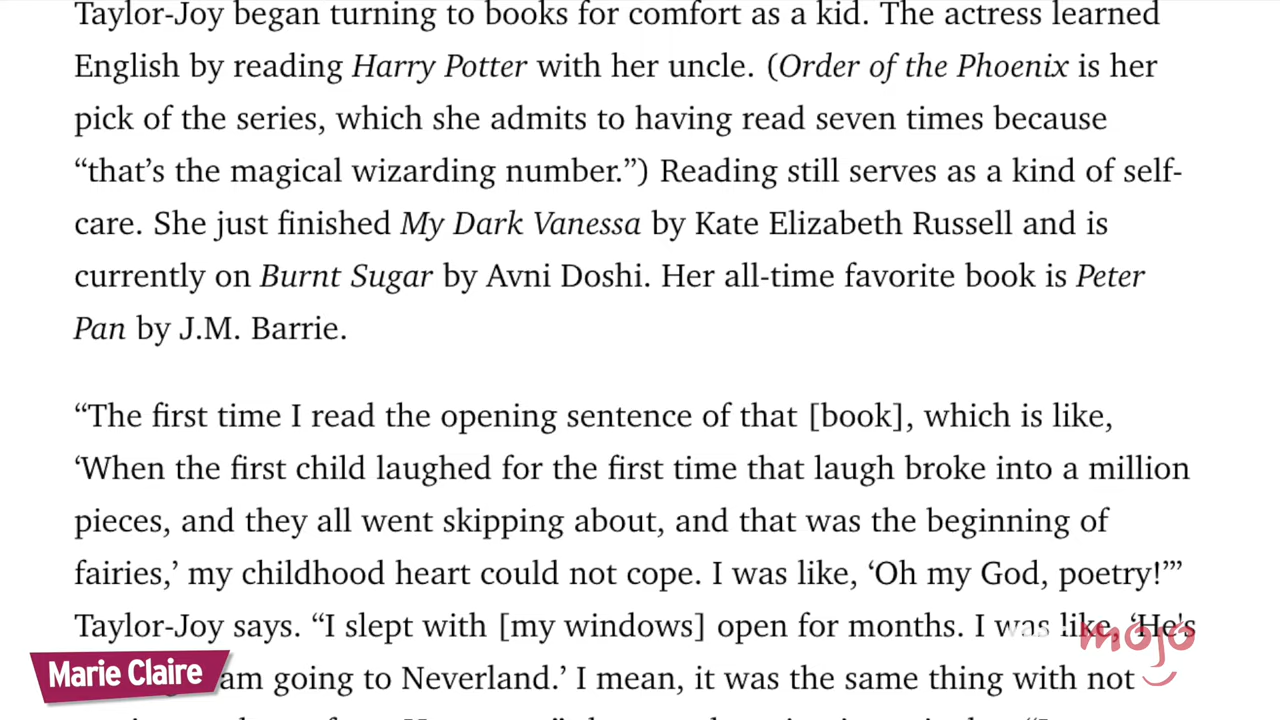 Taylor-Joy began turning to books for comfort as a kid. The actress learned
English by reading Harry Potter with her uncle. (Order of the Phoenix is her
pick of the series, which she admits to having read seven times because
“that’s the magical wizarding number.”) Reading still serves as a kind of self-
care. She just finished My Dark Vanessa by Kate Elizabeth Russell and is
currently on Burnt Sugar by Avni Doshi. Her all-time favorite book is Peter
Pan by J.M. Barrie.
“The first time I read the opening sentence of that [book], which is like,
‘When the first child laughed for the first time that laugh broke into a million
pieces, and they all went skipping about, and that was the beginning of
fairies,’ my childhood heart could not cope. I was like, ‘Oh my God, poetry!’”
Taylor-Joy says. “I slept with [my windows] open for months. I was like, ‘He's
am going to Neverland.’ I mean, it was the same thing with not
Marie Claire
mojo